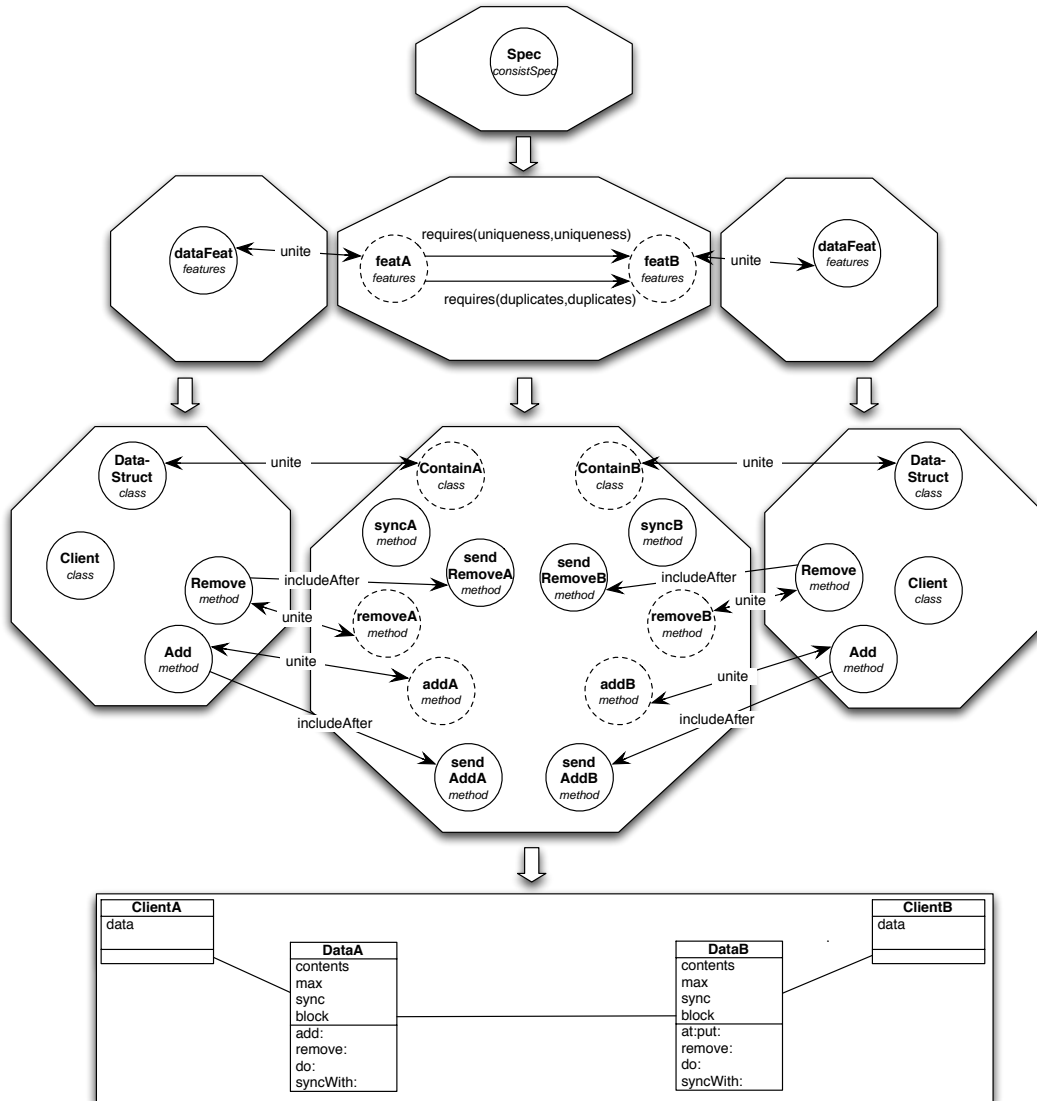 Spec
consistSpec
requires(uniqueness,uniqueness)
dataFeat
features
unite
featA
features
featB
features
unite
dataFeat
features
requires(duplicates,duplicates)
Data-
Struct
class
unite
ContainA
class
ContainB
class
unite
Data-
Struct
class
syncA
method
syncB
method
Client
class
Remove
method
includeAfter
send
RemoveA
method
send
RemoveB
method
includeAfter
Remove
method
Client
class
unite
removeA
method
removeB
method
unite
Add
method
unite
addA
method
addB
method
unite
Add
method
includeAfter
includeAfter
send
AddA
method
send
AddB
method
ClientA
data
ClientB
data
DataA
contents
max
sync
block
add:
remove:
do:
syncWith:
DataB
contents
max
sync
block
at:put:
remove:
do:
syncWith: